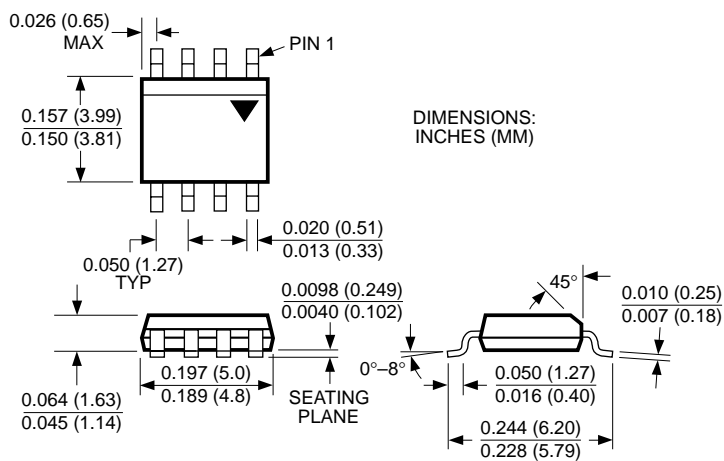 0.026 (0.65)
MAX
PIN 1
0.157 (3.99)
0.150 (3.81)
DIMENSIONS:
INCHES (MM)
0.020 (0.51)
0.013 (0.33)
0.050 (1.27)
TYP
0.0098 (0.249)
0.0040 (0.102)
45°
0.010 (0.25)
0.007 (0.18)
0.064 (1.63)
0.045 (1.14)
0.197 (5.0)
0.189 (4.8)
SEATING
PLANE
0°–8°
0.050 (1.27)
0.016 (0.40)
0.244 (6.20)
0.228 (5.79)